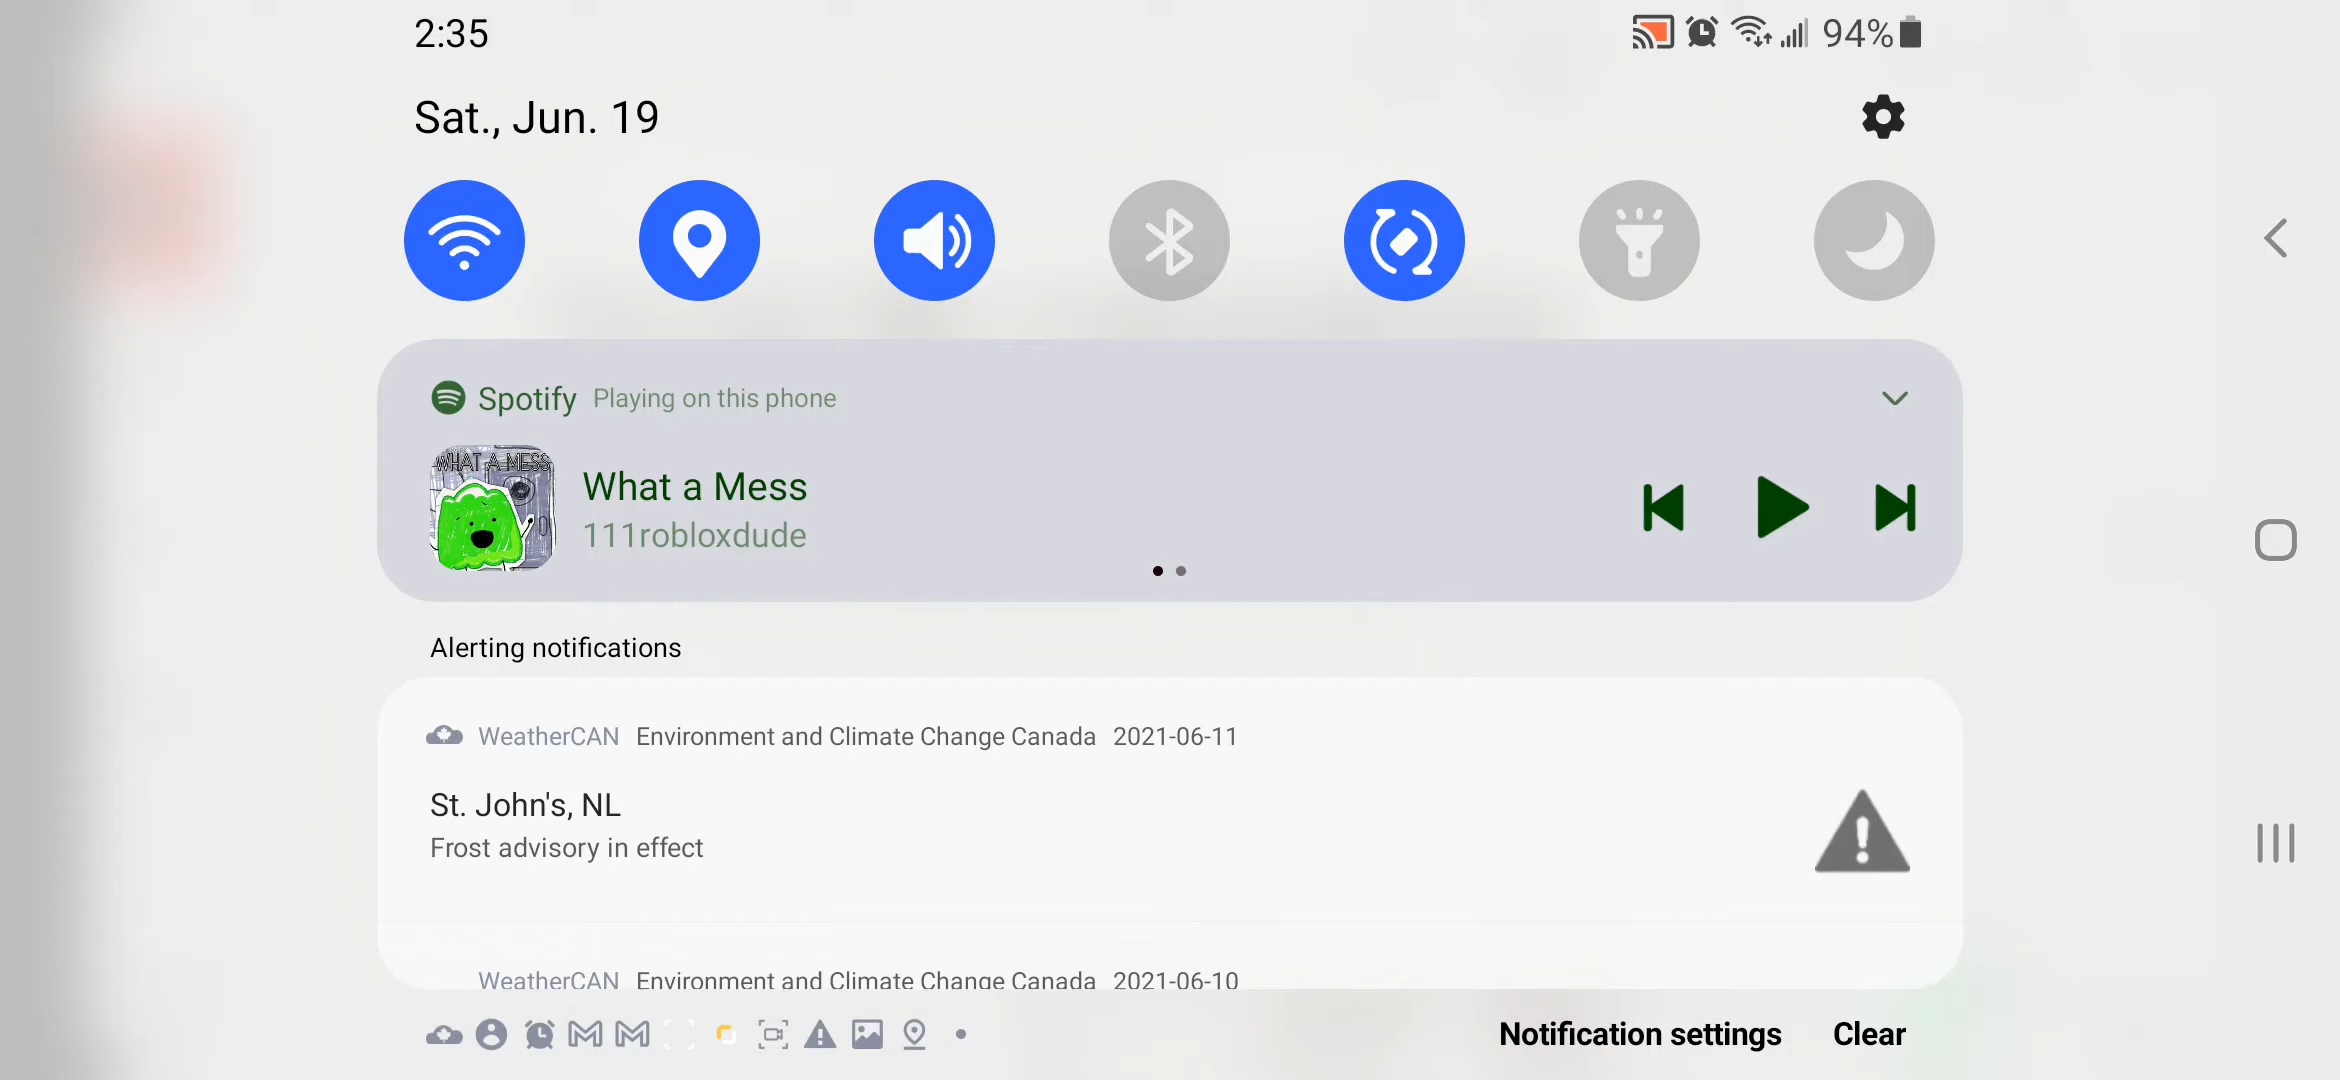 2:35
94%
Sat., Jun. 19
Spotify Playing on this phone
WHAT A MESS
What a Mess
111robloxdude
Alerting notifications
WeatherCAN Environment and Climate Change Canada 2021-06-11
St. John's, NL
Frost advisory in effect
WeatherCAN Environment and Climate Change Canada 2021-06-10
Notification settings Clear